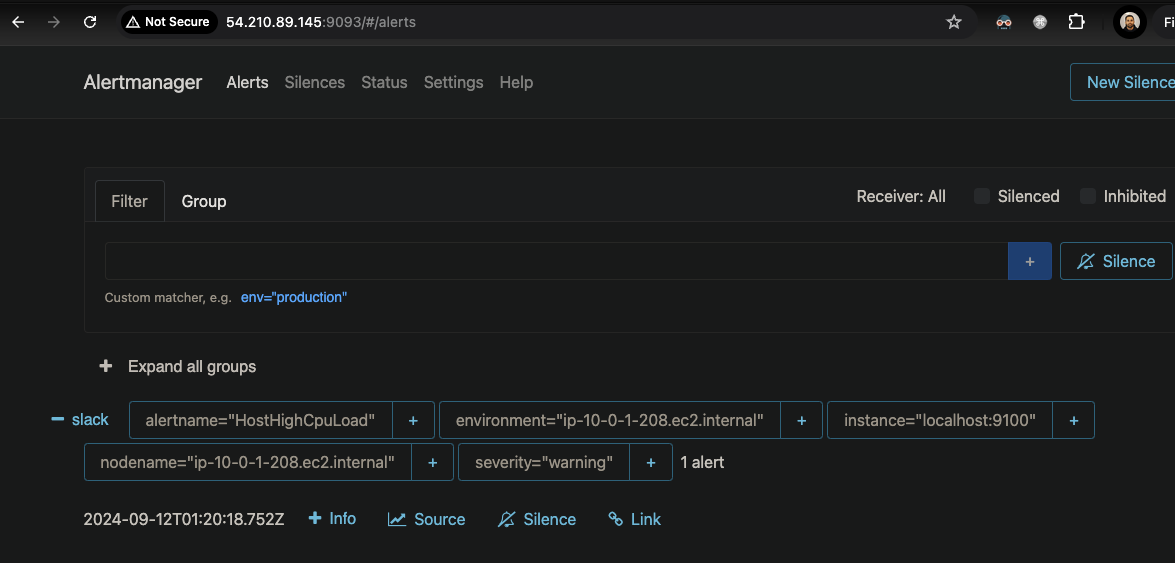 Not Secure 54.210.89.145:9093/#/alerts
Alertmanager Alerts Silences Status Settings Help New Silence
Filter Group Receiver: All Silenced Inhibited
+ Silence
Custom matcher, e.g. env="production"
+ Expand all groups
− slack alertname="HostHighCpuLoad" + environment="ip-10-0-1-208.ec2.internal" + instance="localhost:9100" +
nodename="ip-10-0-1-208.ec2.internal" + severity="warning" + 1 alert
2024-09-12T01:20:18.752Z + Info Source Silence Link